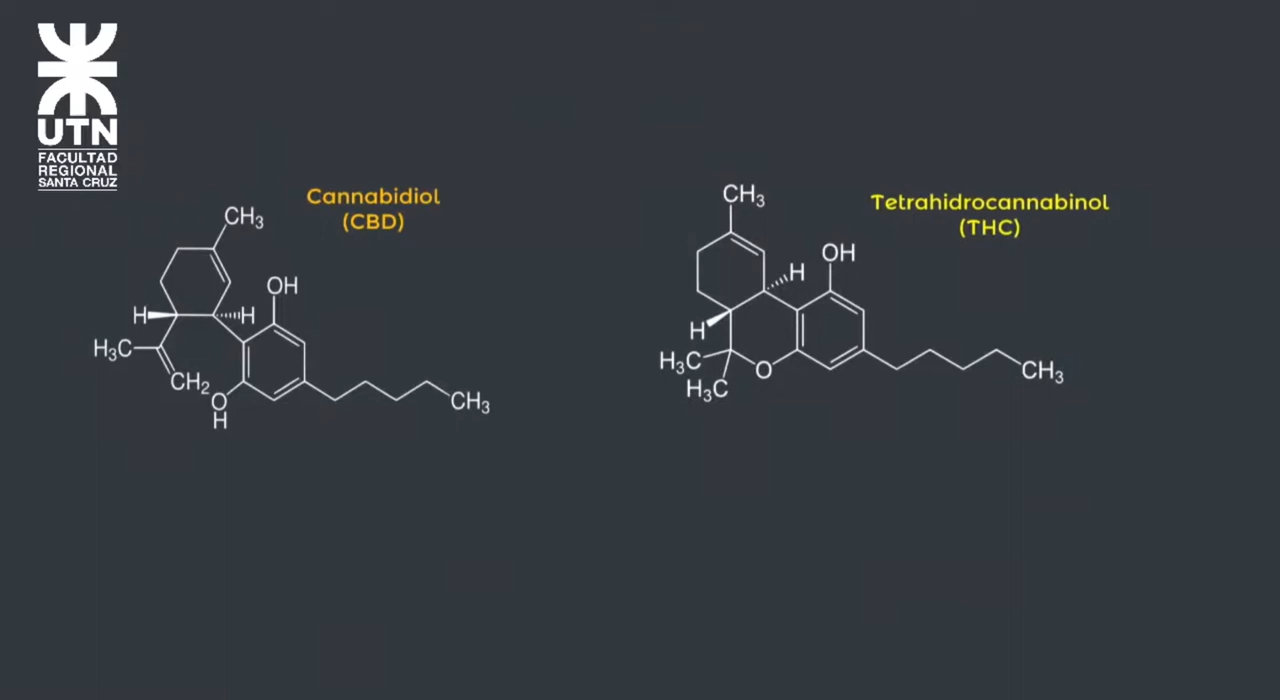 UTN
FACULTAD
REGIONAL
SANTA CRUZ
Cannabidiol
(CBD)
CH3
OH
H
H
H3C
CH2
O
H
CH3
Tetrahidrocannabinol
(THC)
CH3
OH
H
H
H3C
O
H3C
CH3